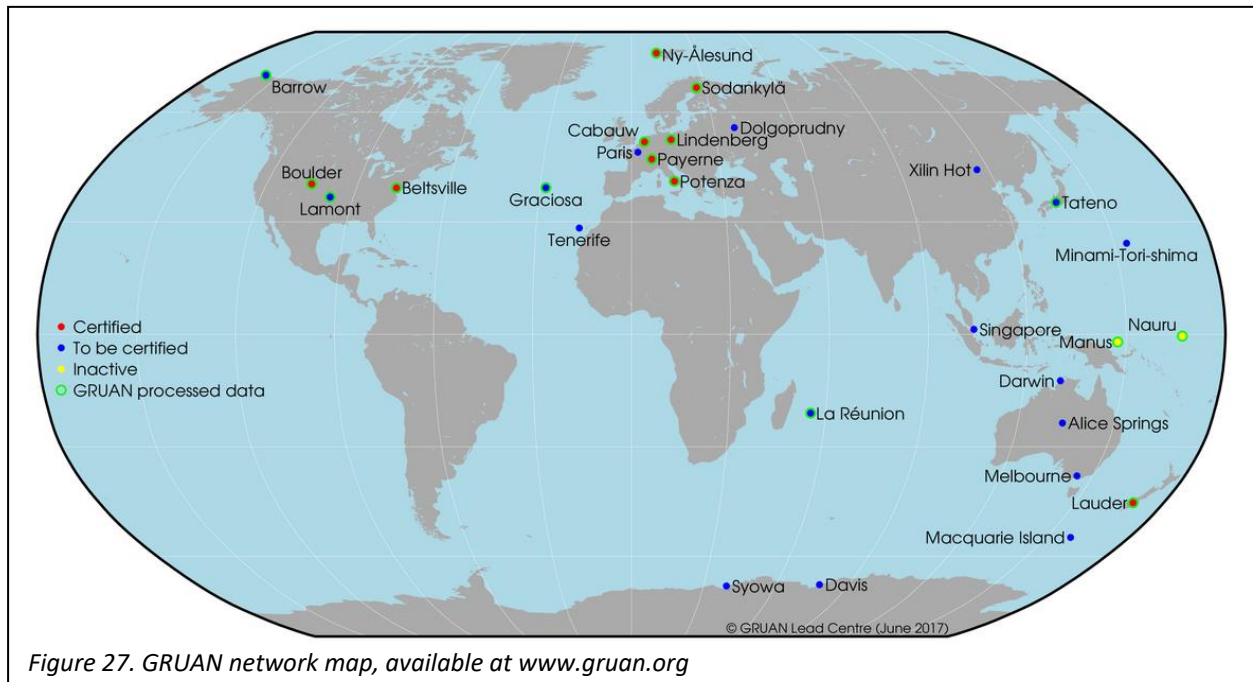 Ny-Ålesund
Barrow
Sodankylä
Cabauw
Lindenberg
Dolgoprudny
Paris
Payerne
Xilin Hot
Boulder
Potenza
Beltsville
Graciosa
Lamont
Tateno
Tenerife
Minami-Tori-shima
Certified
Singapore
Nauru
To be certified
Manus
Inactive
GRUAN processed data
Darwin
La Réunion
Alice Springs
Melbourne
Lauder
Macquarie Island
Syowa
Davis
© GRUAN Lead Centre (June 2017)
Figure 27. GRUAN network map, available at www.gruan.org